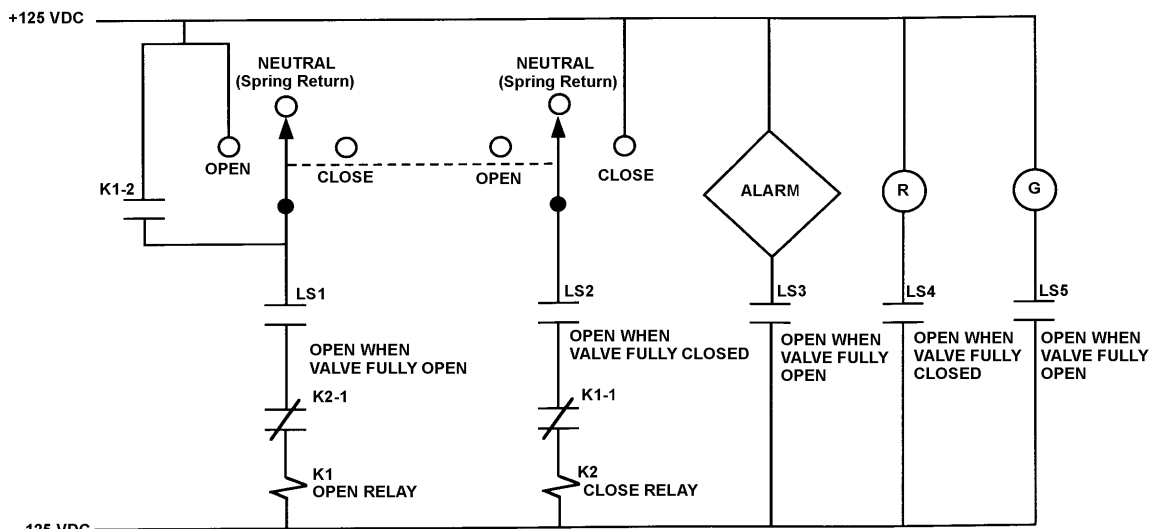 +125 VDC
NEUTRAL
(Spring Return)
NEUTRAL
(Spring Return)
OPEN
CLOSE
OPEN
CLOSE
K1-2
ALARM
R
G
LS1
LS2
LS3
LS4
LS5
OPEN WHEN
VALVE FULLY OPEN
OPEN WHEN
VALVE FULLY CLOSED
OPEN WHEN
VALVE FULLY
OPEN
OPEN WHEN
VALVE FULLY
CLOSED
OPEN WHEN
VALVE FULLY
OPEN
K2-1
K1-1
K1
OPEN RELAY
K2
CLOSE RELAY
-125 VDC